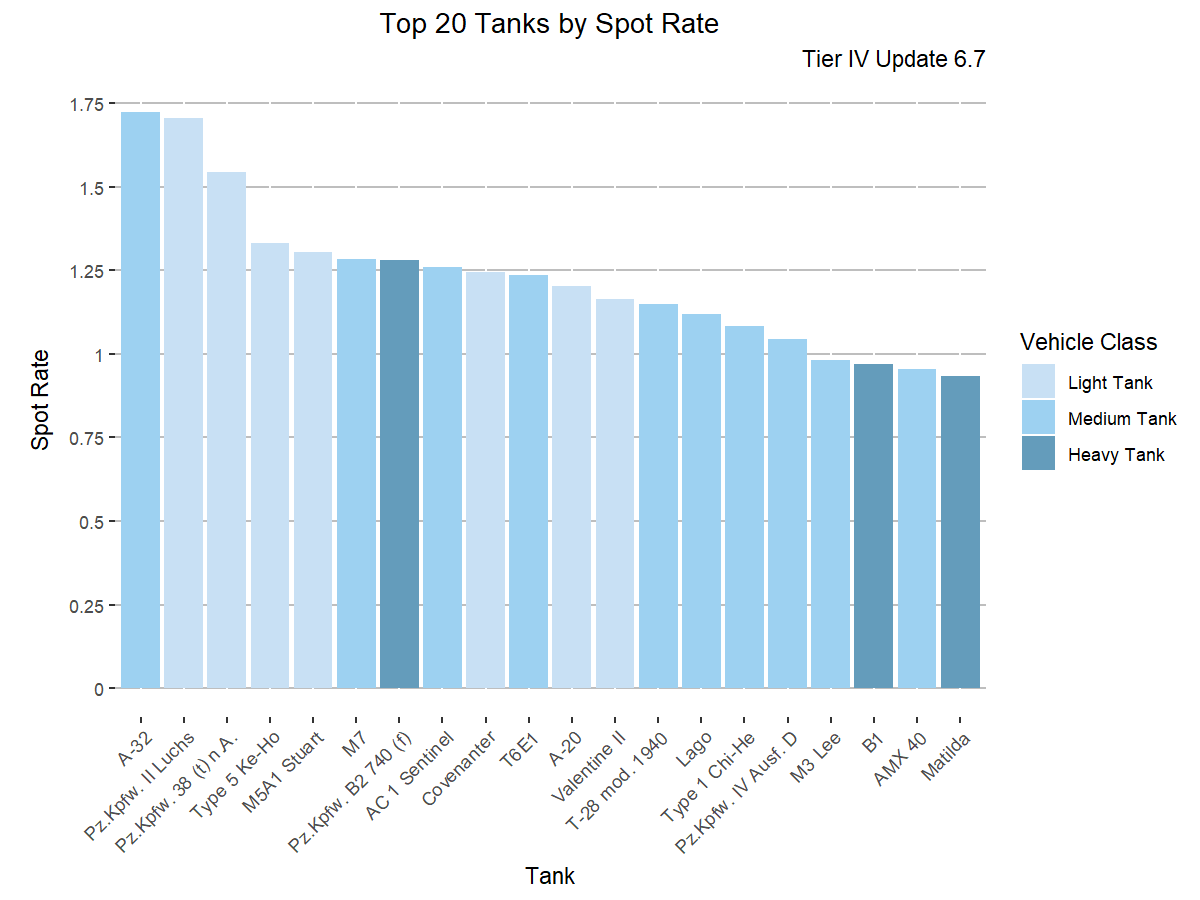 Top 20 Tanks by Spot Rate
Tier IV Update 6.7
1.75
1.5
1.25
1
0.75
0.5
0.25
0
Spot Rate
A-32
Pz.Kpfw. II Luchs
Pz.Kpfw. 38 (t) n.A.
Type 5 Ke-Ho
M5A1 Stuart
M7
Pz.Kpfw. B2 740 (f)
AC 1 Sentinel
Covenanter
T6E1
A-20
Valentine II
T-28 mod. 1940
Lago
Type 1 Chi-He
Pz.Kpfw. IV Ausf. D
M3 Lee
B1
AMX 40
Matilda
Tank
Vehicle Class
Light Tank
Medium Tank
Heavy Tank